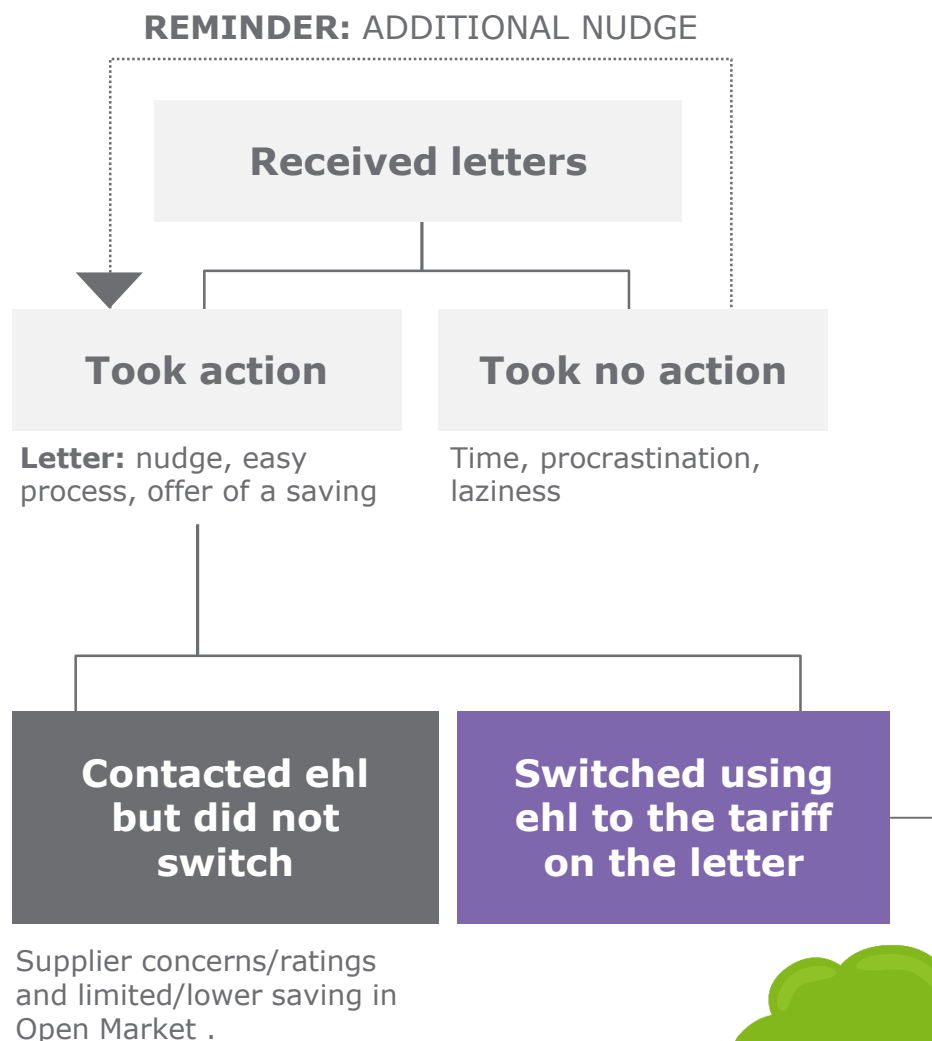 REMINDER: ADDITIONAL NUDGE
Received letters
Took action
Took no action
Letter: nudge, easy
process, offer of a saving
Time, procrastination,
laziness
Contacted ehl
but did not
switch
Switched using
ehl to the tariff
on the letter
Supplier concerns/ratings
and limited/lower saving in
Open Market .